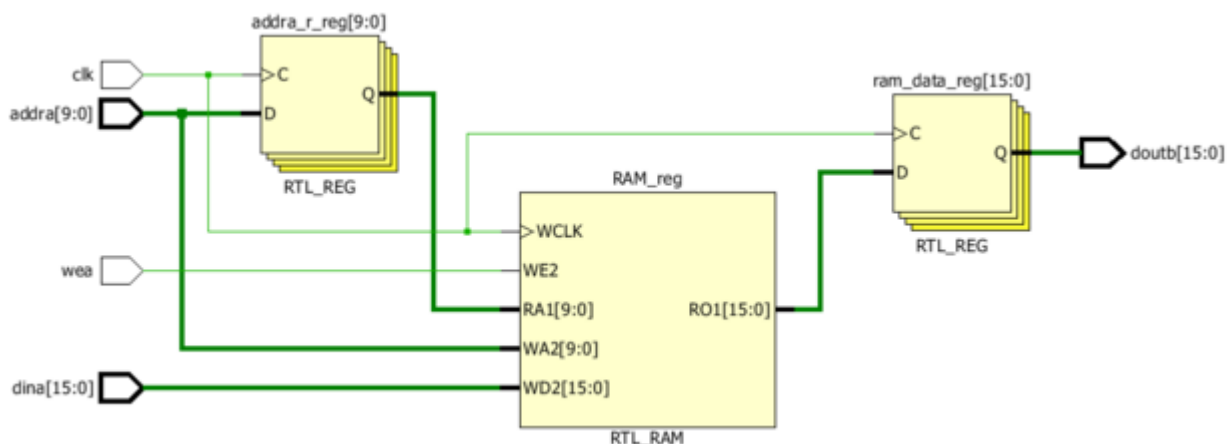 addra_r_reg[9:0]
clk
C
addra[9:0]
D
Q
RTL_REG
ram_data_reg[15:0]
C
Q
D
doutb[15:0]
RTL_REG
RAM_reg
WCLK
wea
WE2
RA1[9:0]
RO1[15:0]
WA2[9:0]
dina[15:0]
WD2[15:0]
RTL_RAM